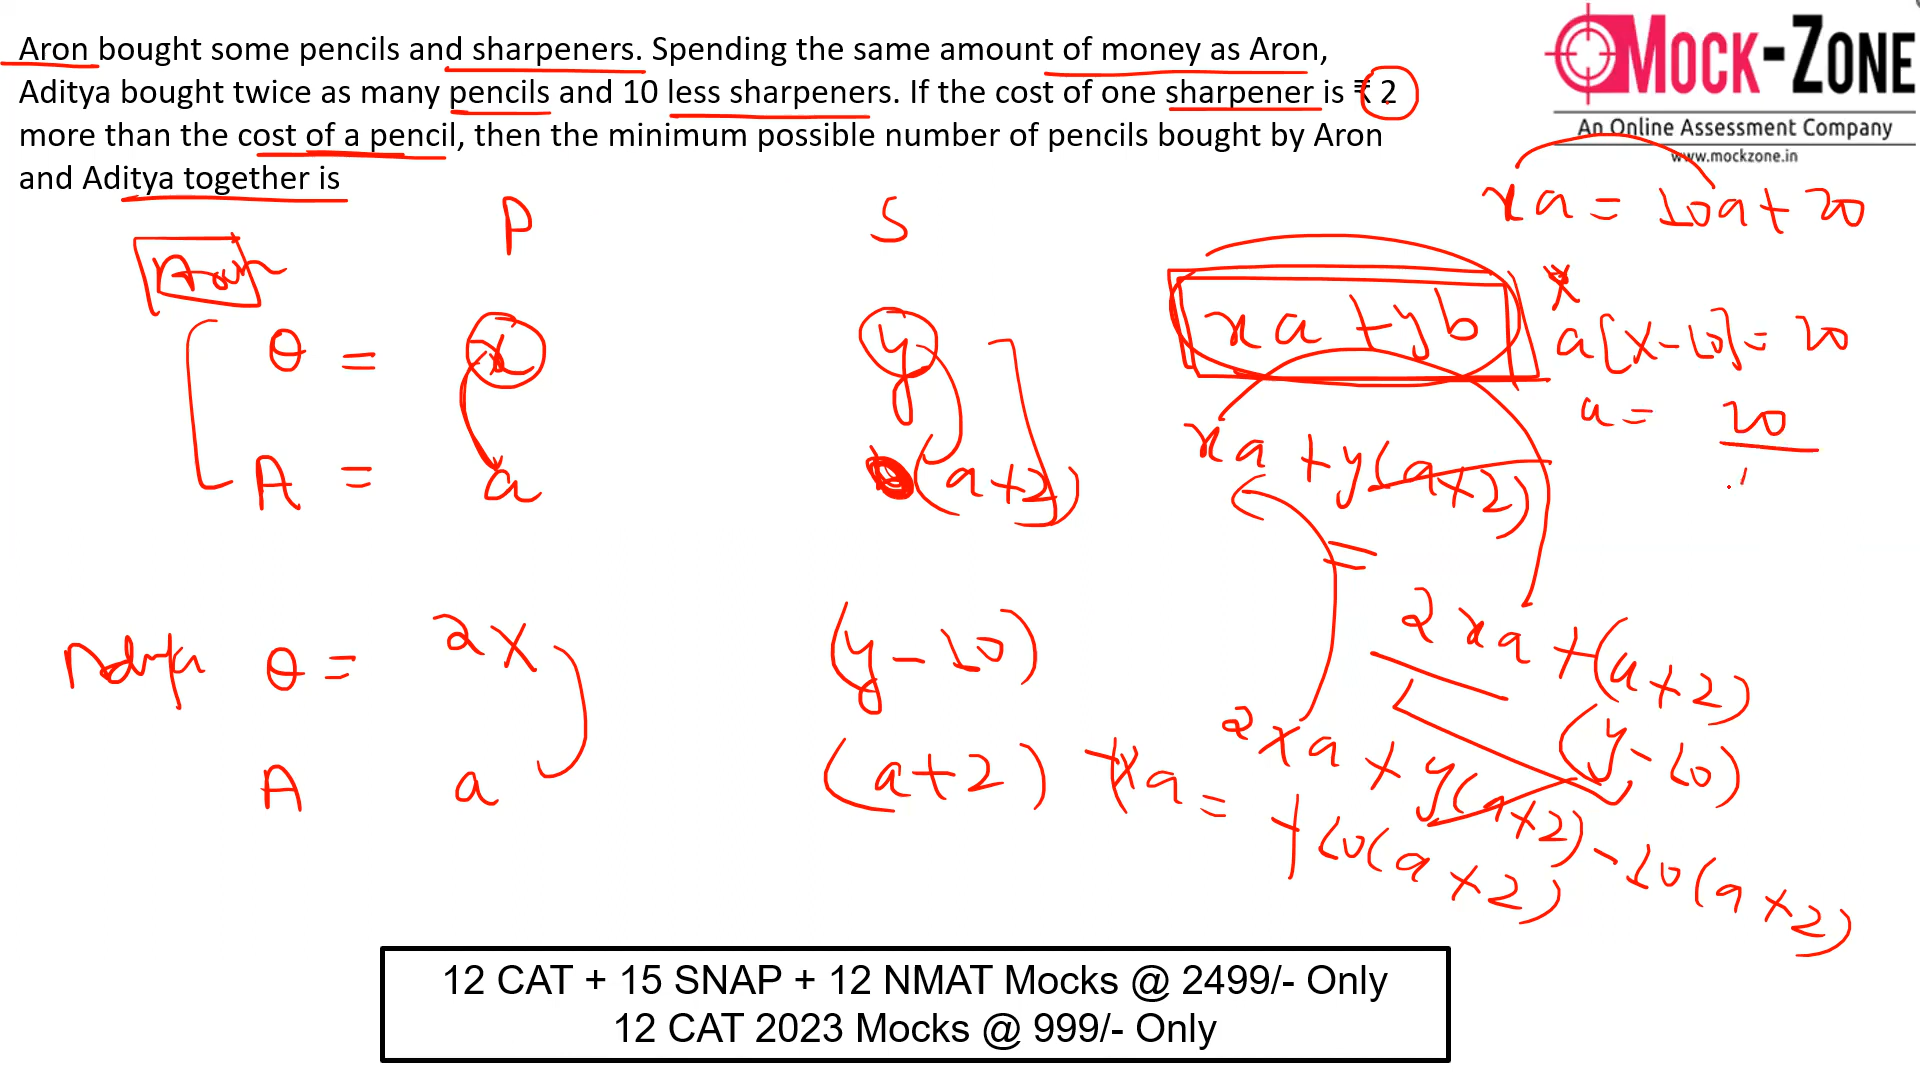 Aron bought some pencils and sharpeners. Spending the same amount of money as Aron,
Aditya bought twice as many pencils and 10 less sharpeners. If the cost of one sharpener is ₹ 2
more than the cost of a pencil, then the minimum possible number of pencils bought by Aron
and Aditya together is
MOCK-ZONE
An Online Assessment Company
www.mockzone.in
P S
xa = 10a + 20
Aron
θ = x y
xa + yb
a[x - 10] = 20
a = 20
A = a (a+2)
xa + y(a+2)
=
2xa + (a+2)
(y - 10)
Aditya θ = 2x (y - 10)
A a (a+2)
2xa + y(a+2) - 10(a+2)
xa = +10(a+2)
12 CAT + 15 SNAP + 12 NMAT Mocks @ 2499/- Only
12 CAT 2023 Mocks @ 999/- Only